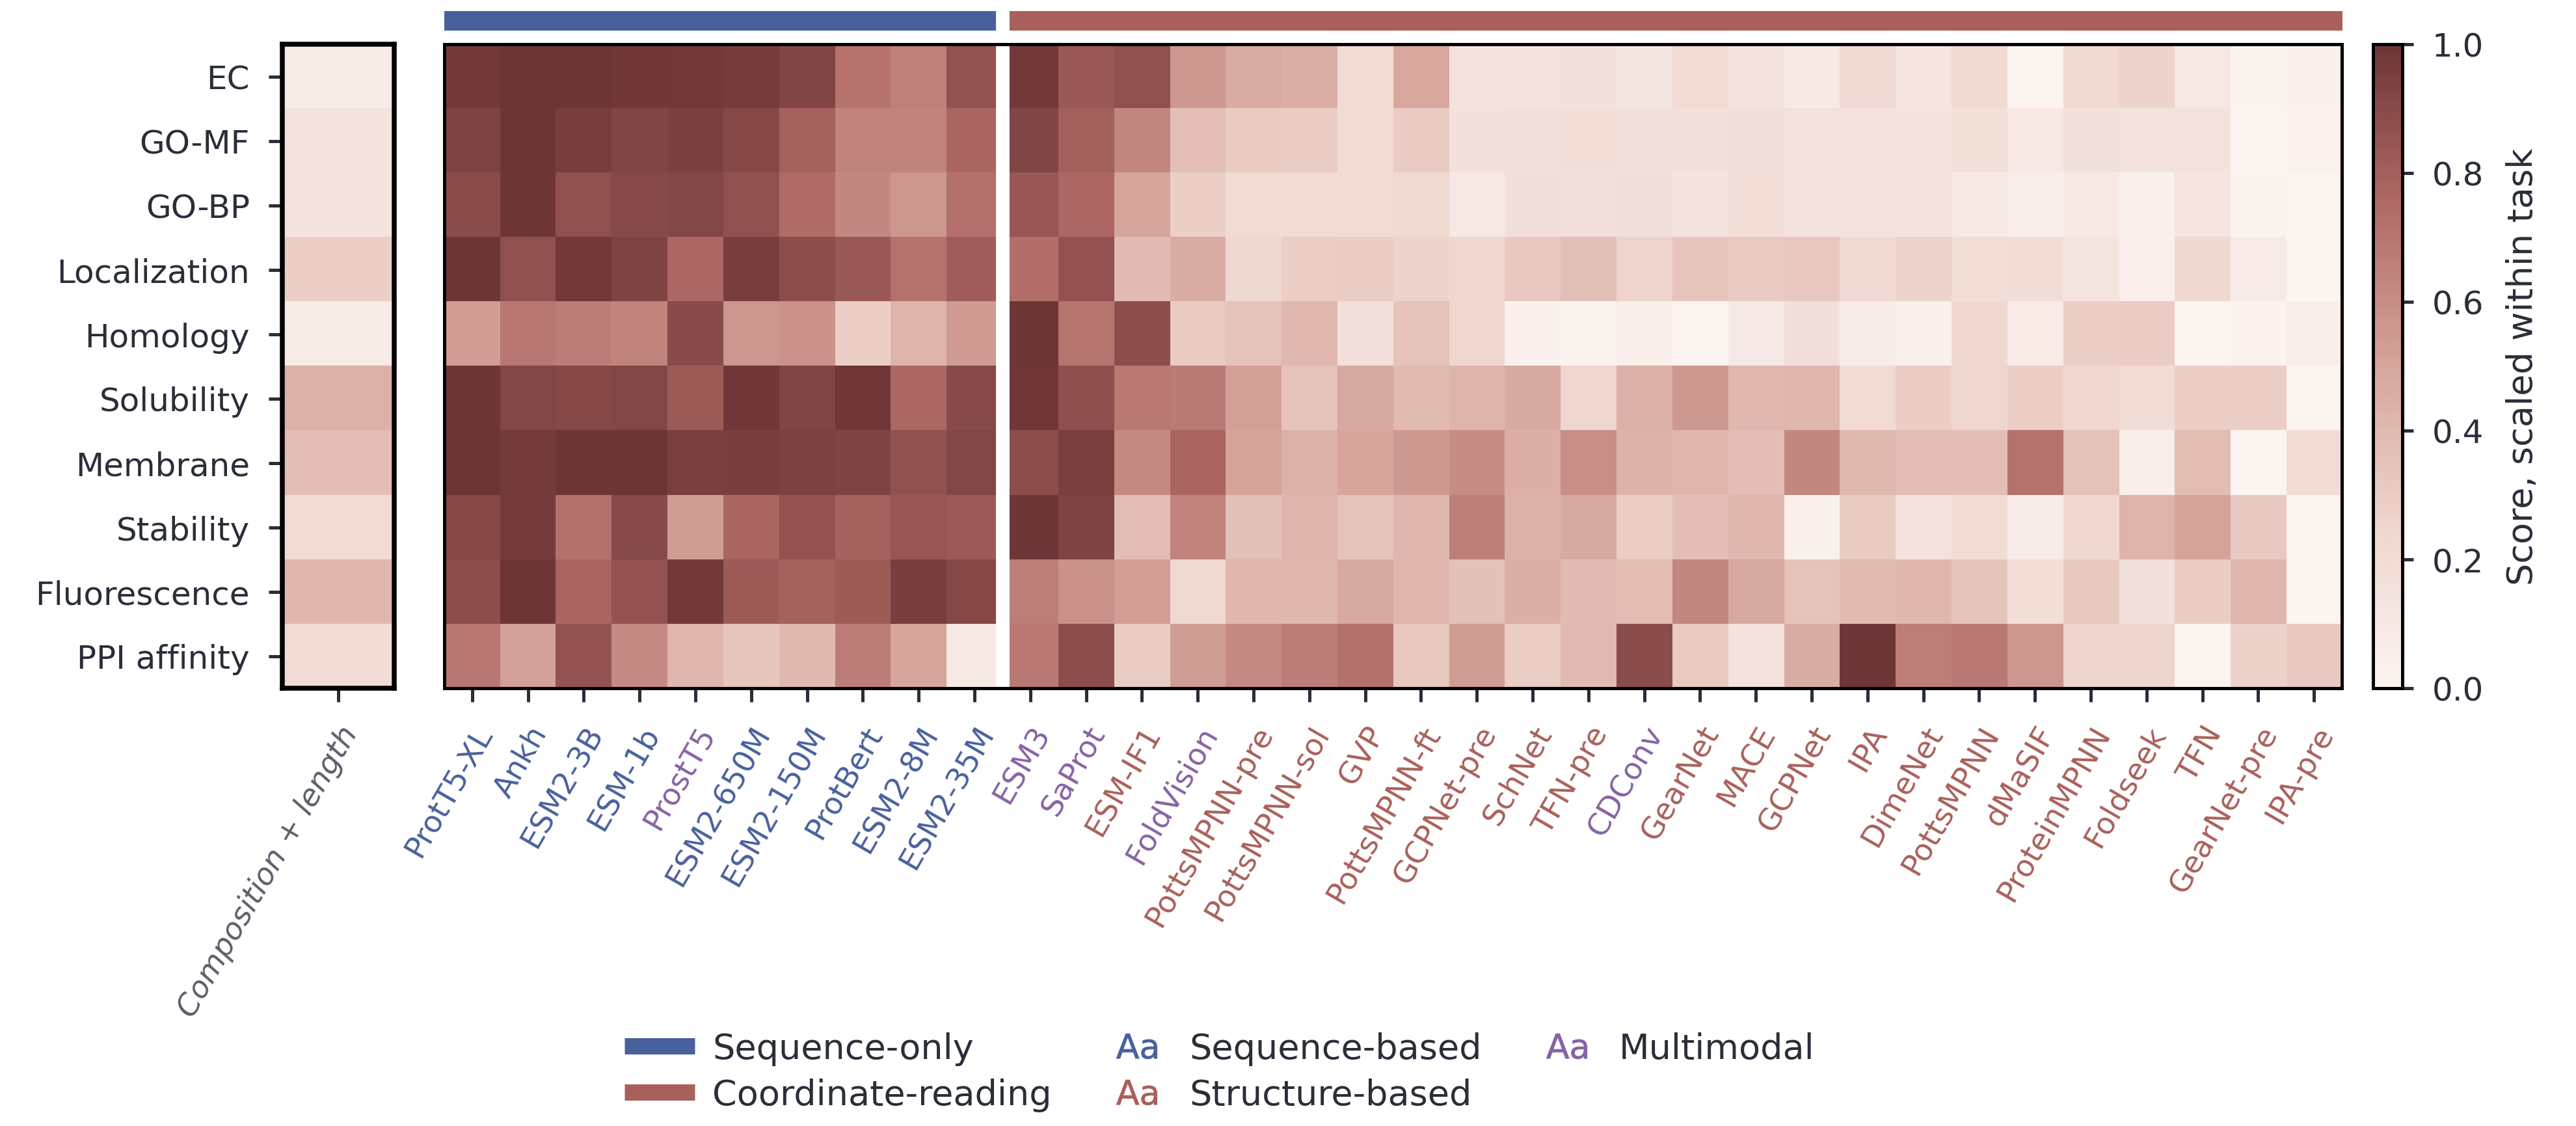 EC
GO-MF
GO-BP
Localization
Homology
Solubility
Membrane
Stability
Fluorescence
PPI affinity
Composition + length
ProtT5-XL
Ankh
ESM2-3B
ESM-1b
ProstT5
ESM2-650M
ESM2-150M
ProtBert
ESM2-8M
ESM2-35M
ESM3
SaProt
ESM-IF1
FoldVision
PottsMPNN-pre
PottsMPNN-sol
GVP
PottsMPNN-ft
GCPNet-pre
SchNet
TFN-pre
CDConv
GearNet
MACE
GCPNet
IPA
DimeNet
PottsMPNN
dMaSIF
ProteinMPNN
Foldseek
TFN
GearNet-pre
IPA-pre
1.0
0.8
0.6
0.4
0.2
0.0
Score, scaled within task
Sequence-only
Coordinate-reading
Aa Sequence-based
Aa Structure-based
Aa Multimodal